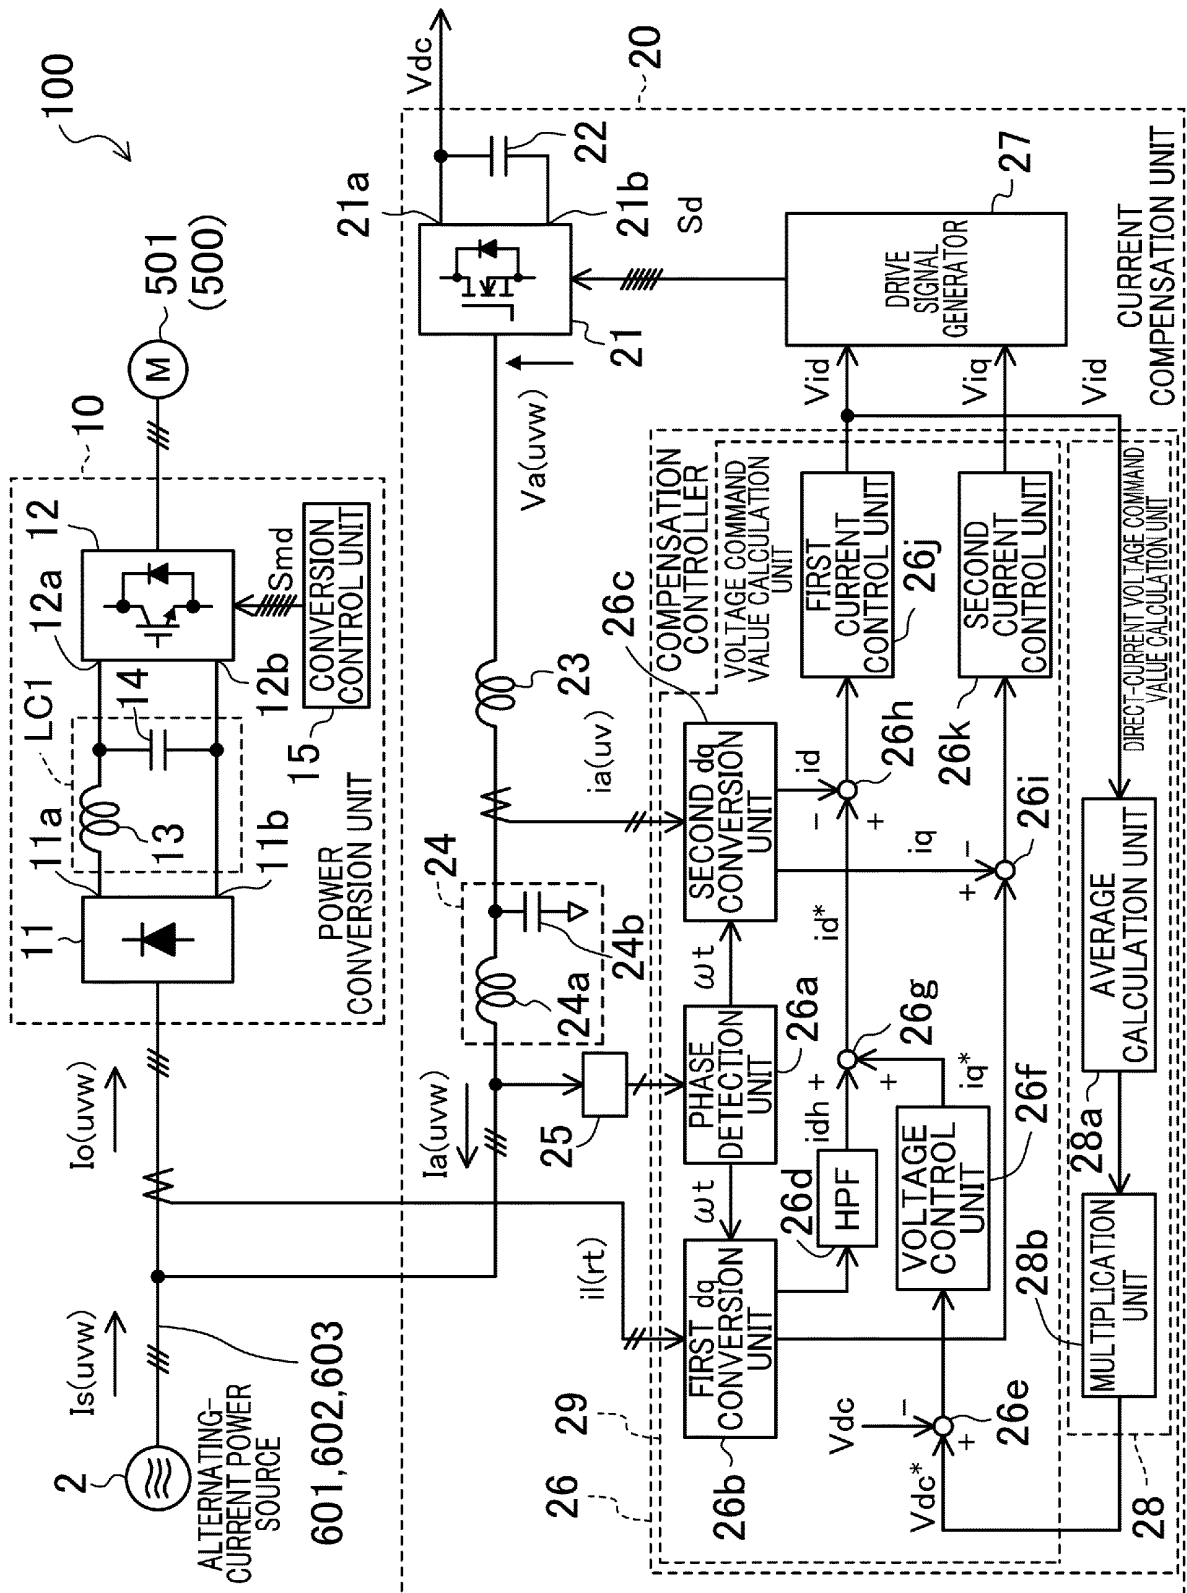 100
501
(500)
10
12
12a
LC1
14
11a
13
11
12b
11b
Smd
CONVERSION
CONTROL UNIT
15
POWER
CONVERSION UNIT
M
Io(uvw)
Is(uvw)
2
ALTERNATING-
CURRENT POWER
SOURCE
601,602,603
Vdc
20
21a
22
21b
21
Sd
Va(uvw)
23
ia(uv)
24
24b
24a
Ia(uvw)
25
il(rt)
27
DRIVE
SIGNAL
GENERATOR
CURRENT
COMPENSATION UNIT
Vid
Viq
Vid
COMPENSATION
CONTROLLER
VOLTAGE COMMAND
VALUE CALCULATION
UNIT
26c
FIRST
CURRENT
CONTROL UNIT
26j
SECOND
CURRENT
CONTROL UNIT
26k
DIRECT-CURRENT VOLTAGE COMMAND
VALUE CALCULATION UNIT
SECOND dq
CONVERSION
UNIT
id
26h
-
+
iq
-
+
26i
id*
ωt
PHASE
DETECTION
UNIT
26a
26g
idh
+
+
iq*
ωt
26d
HPF
VOLTAGE
CONTROL
UNIT
26f
FIRST dq
CONVERSION
UNIT
26b
29
26
Vdc
-
+
26e
Vdc*
AVERAGE
CALCULATION UNIT
28a
MULTIPLICATION
UNIT
28b
28